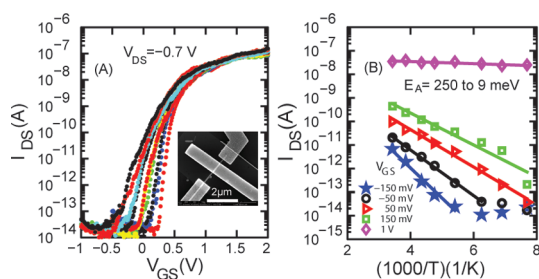 10⁻⁶
10⁻⁷
10⁻⁸
10⁻⁹
10⁻¹⁰
10⁻¹¹
10⁻¹²
10⁻¹³
10⁻¹⁴
I_DS(A)
(A)
V_DS=−0.7 V
2μm
−1
−0.5
0
0.5
1
1.5
2
V_GS(V)
10⁻⁵
10⁻⁶
10⁻⁷
10⁻⁸
10⁻⁹
10⁻¹⁰
10⁻¹¹
10⁻¹²
10⁻¹³
10⁻¹⁴
10⁻¹⁵
I_DS(A)
(B)
E_A= 250 to 9 meV
V_GS
−150 mV
−50 mV
50 mV
150 mV
1 V
2
4
6
8
(1000/T)(1/K)